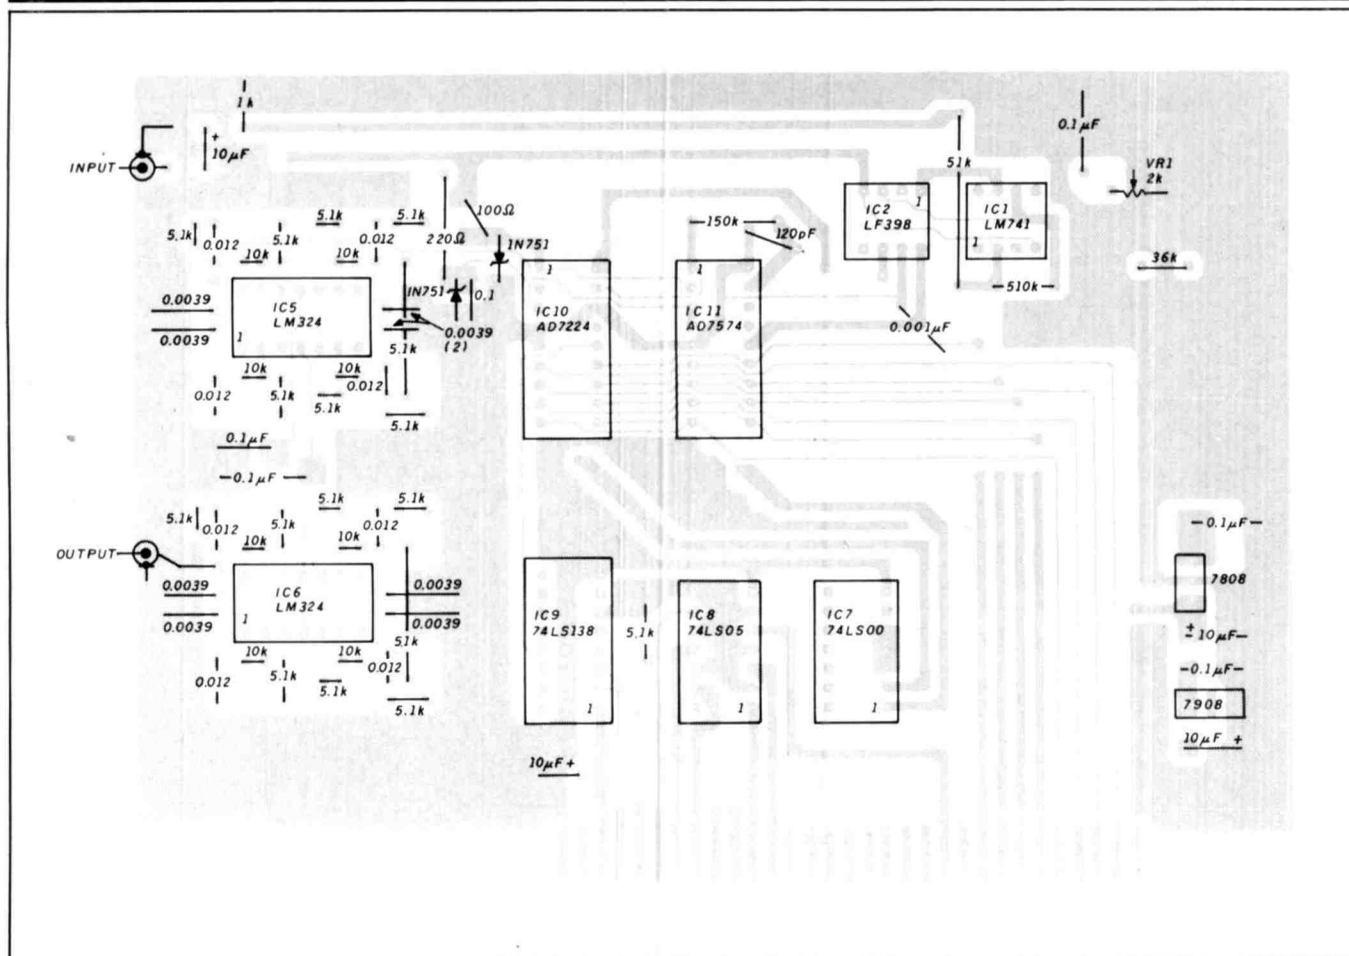 1k
+
10μF
INPUT
0.1μF
51k
VR1
2k
IC2
LF398
1
IC1
LM741
1
5.1k
5.1k
100Ω
150k
120pF
5.1k
0.012
5.1k
0.012
220Ω
1N751
10k
10k
36k
510k
1N751
0.1
1
1
0.0039
0.0039
IC5
LM324
1
IC10
AD7224
IC11
AD7574
0.001μF
0.0039
(2)
5.1k
10k
10k
0.012
0.012
5.1k
5.1k
5.1k
0.1μF
0.1μF
5.1k
5.1k
5.1k
0.012
5.1k
0.012
10k
10k
0.1μF
OUTPUT
0.0039
0.0039
IC6
LM324
1
0.0039
0.0039
5.1k
IC9
74LS138
1
5.1k
IC8
74LS05
1
IC7
74LS00
1
7808
+
10μF
0.1μF
7908
10μF +
10k
10k
0.012
0.012
5.1k
5.1k
5.1k
10μF+